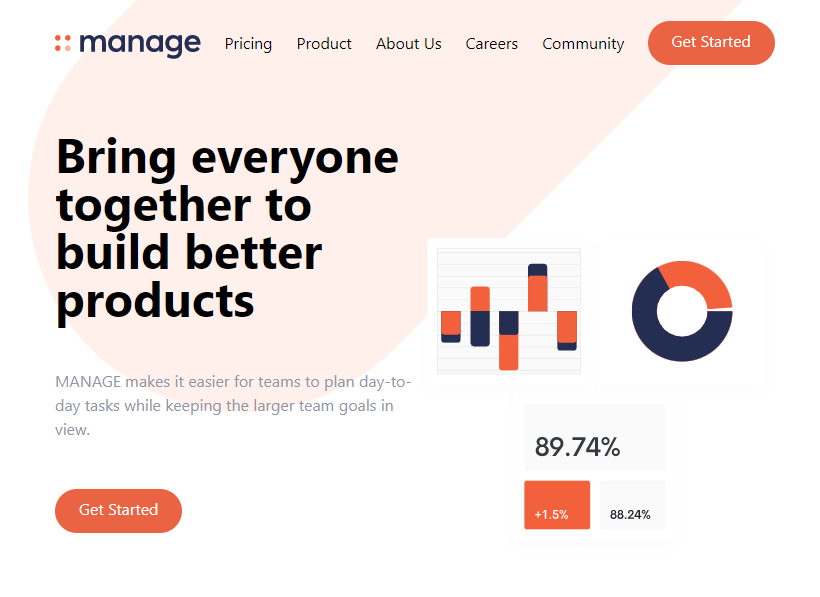 manage Pricing Product About Us Careers Community Get Started
Bring everyone
together to
build better
products
MANAGE makes it easier for teams to plan day-to-
day tasks while keeping the larger team goals in
view.
Get Started
89.74%
+1.5% 88.24%